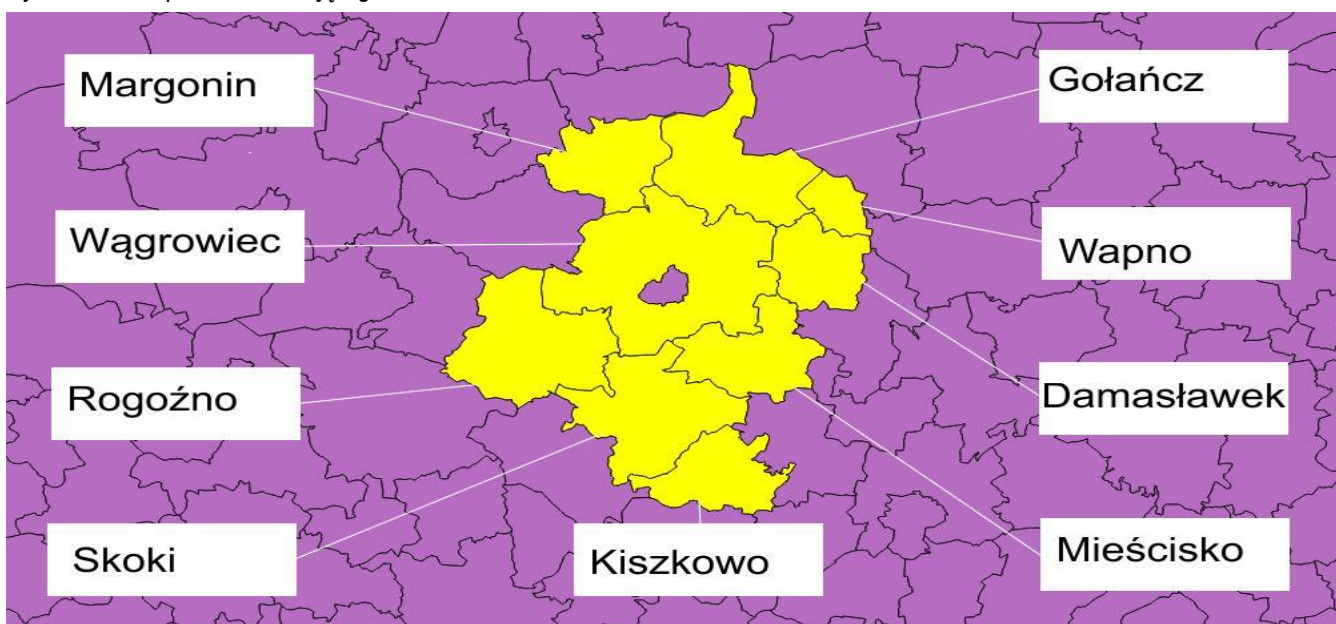 Margonin
Gołańcz
Wągrowiec
Wapno
Rogoźno
Damasławek
Skoki
Kiszkowo
Mieścisko